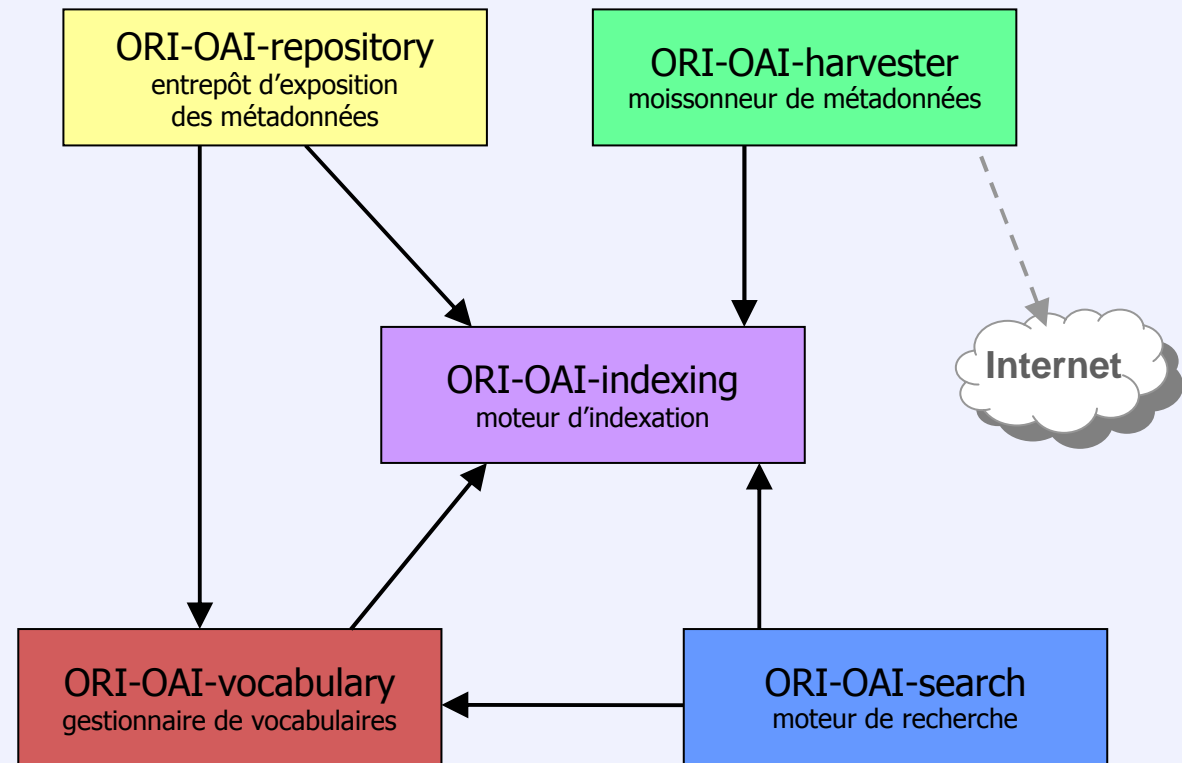 ORI-OAI-repository
entrepôt d’exposition
des métadonnées
ORI-OAI-harvester
moissonneur de métadonnées
Internet
ORI-OAI-indexing
moteur d’indexation
ORI-OAI-vocabulary
gestionnaire de vocabulaires
ORI-OAI-search
moteur de recherche